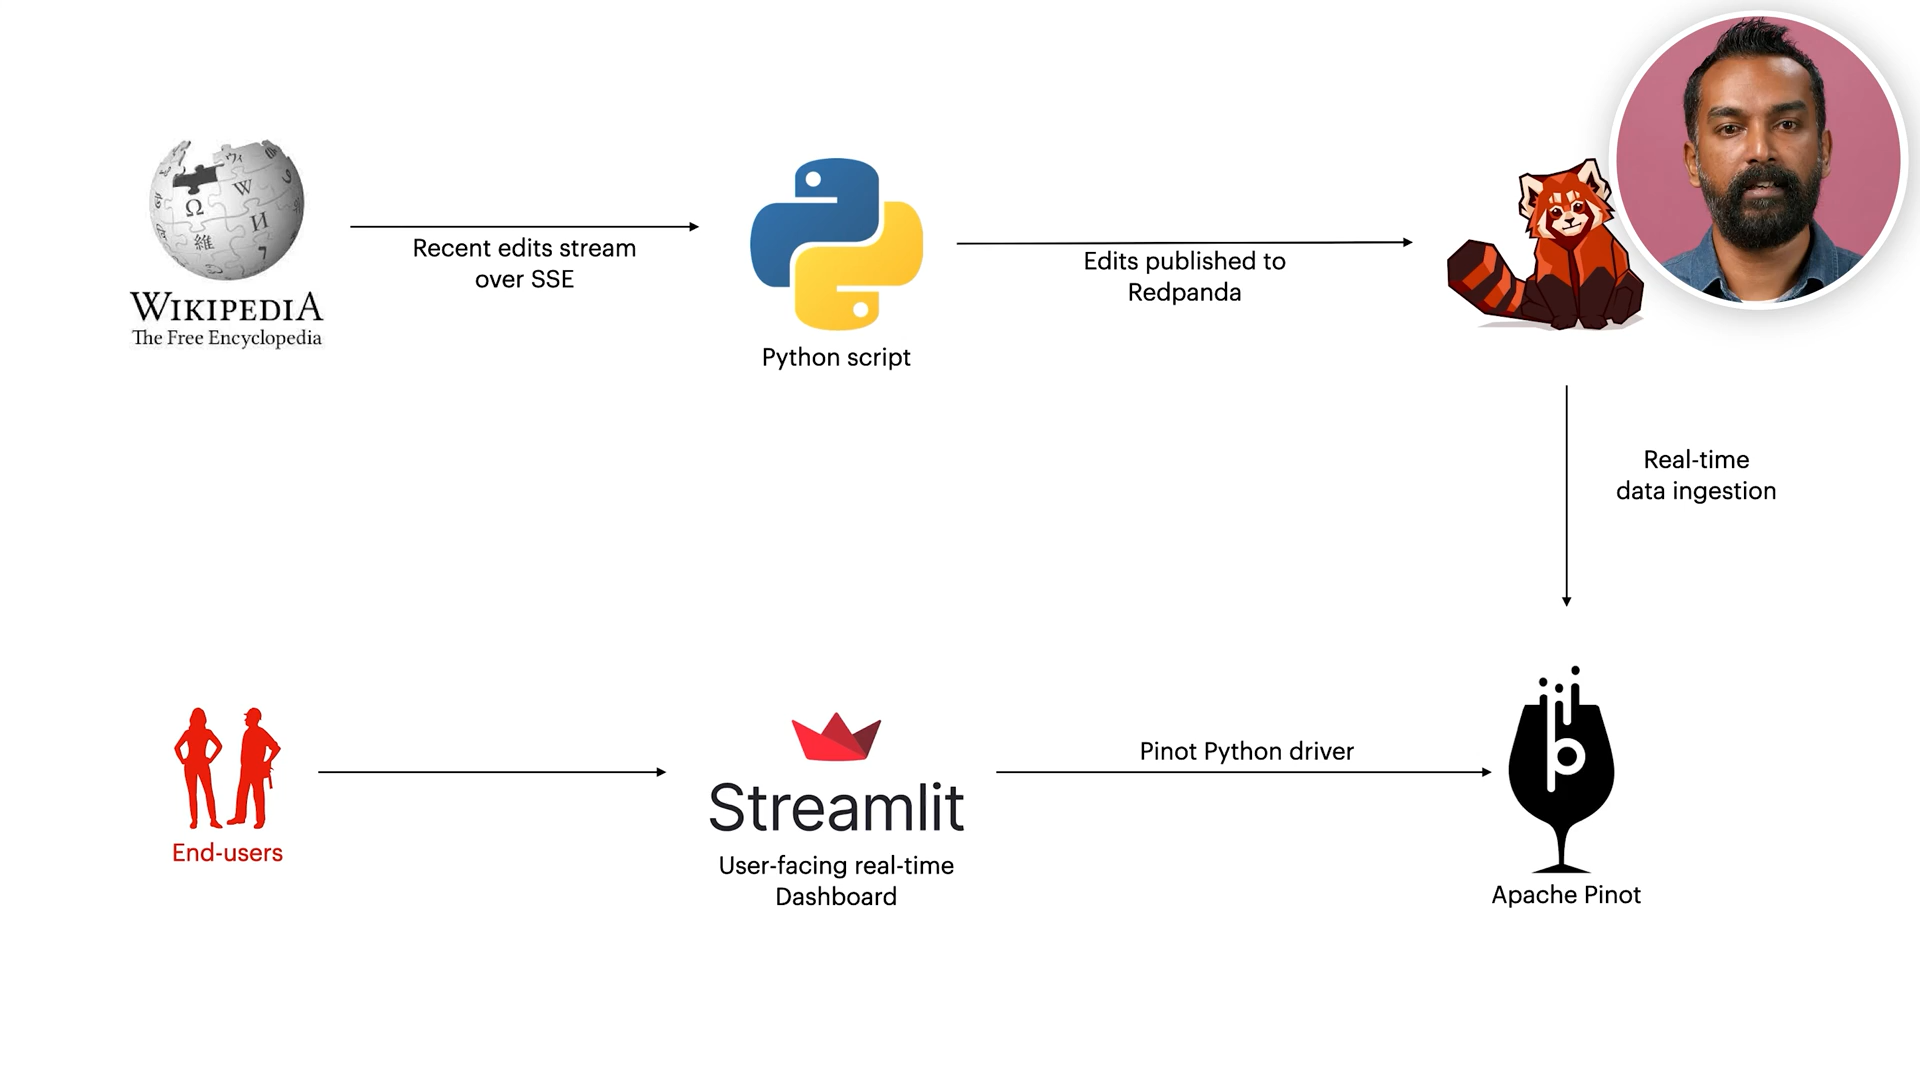 WIKIPEDIA
The Free Encyclopedia
Recent edits stream
over SSE
Python script
Edits published to
Redpanda
Real-time
data ingestion
End-users
Streamlit
User-facing real-time
Dashboard
Pinot Python driver
Apache Pinot